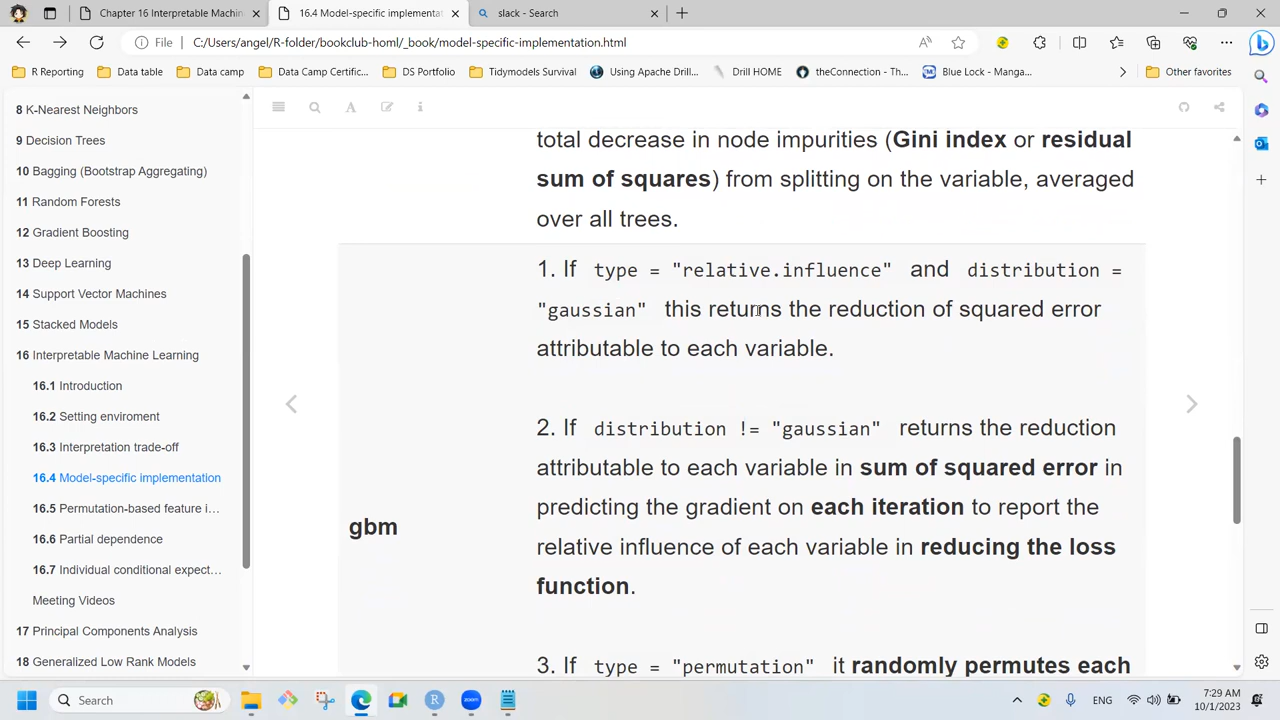 Chapter 16 Interpretable Machin
16.4 Model-specific implementa
slack - Search
File
C:/Users/angel/R-folder/bookclub-homl/_book/model-specific-implementation.html
R Reporting
Data table
Data camp
Data Camp Certific...
DS Portfolio
Tidymodels Survival
Using Apache Drill...
Drill HOME
theConnection - Th...
Blue Lock - Manga...
Other favorites
8 K-Nearest Neighbors
9 Decision Trees
10 Bagging (Bootstrap Aggregating)
11 Random Forests
12 Gradient Boosting
13 Deep Learning
14 Support Vector Machines
15 Stacked Models
16 Interpretable Machine Learning
16.1 Introduction
16.2 Setting enviroment
16.3 Interpretation trade-off
16.4 Model-specific implementation
16.5 Permutation-based feature i...
16.6 Partial dependence
16.7 Individual conditional expect...
Meeting Videos
17 Principal Components Analysis
18 Generalized Low Rank Models
total decrease in node impurities (Gini index or residual
sum of squares) from splitting on the variable, averaged
over all trees.
gbm
1. If type = "relative.influence" and distribution =
"gaussian" this returns the reduction of squared error
attributable to each variable.
2. If distribution != "gaussian" returns the reduction
attributable to each variable in sum of squared error in
predicting the gradient on each iteration to report the
relative influence of each variable in reducing the loss
function.
3. If type = "permutation" it randomly permutes each
Search
zoom
ENG
7:29 AM
10/1/2023